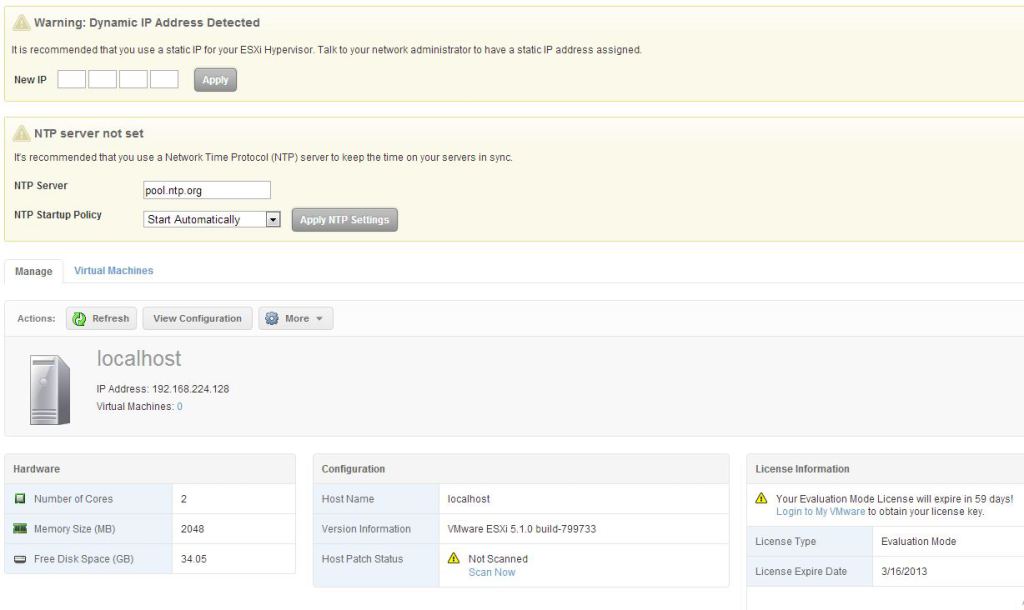 Warning: Dynamic IP Address Detected
It is recommended that you use a static IP for your ESXi Hypervisor. Talk to your network administrator to have a static IP address assigned.
New IP Apply
NTP server not set
It's recommended that you use a Network Time Protocol (NTP) server to keep the time on your servers in sync.
NTP Server pool.ntp.org
NTP Startup Policy Start Automatically Apply NTP Settings
Manage Virtual Machines
Actions: Refresh View Configuration More
localhost
IP Address: 192.168.224.128
Virtual Machines: 0
Hardware
Number of Cores 2
Memory Size (MB) 2048
Free Disk Space (GB) 34.05
Configuration
Host Name localhost
Version Information VMware ESXi 5.1.0 build-799733
Host Patch Status Not Scanned
Scan Now
License Information
Your Evaluation Mode License will expire in 59 days!
Login to My VMware to obtain your license key.
License Type Evaluation Mode
License Expire Date 3/16/2013